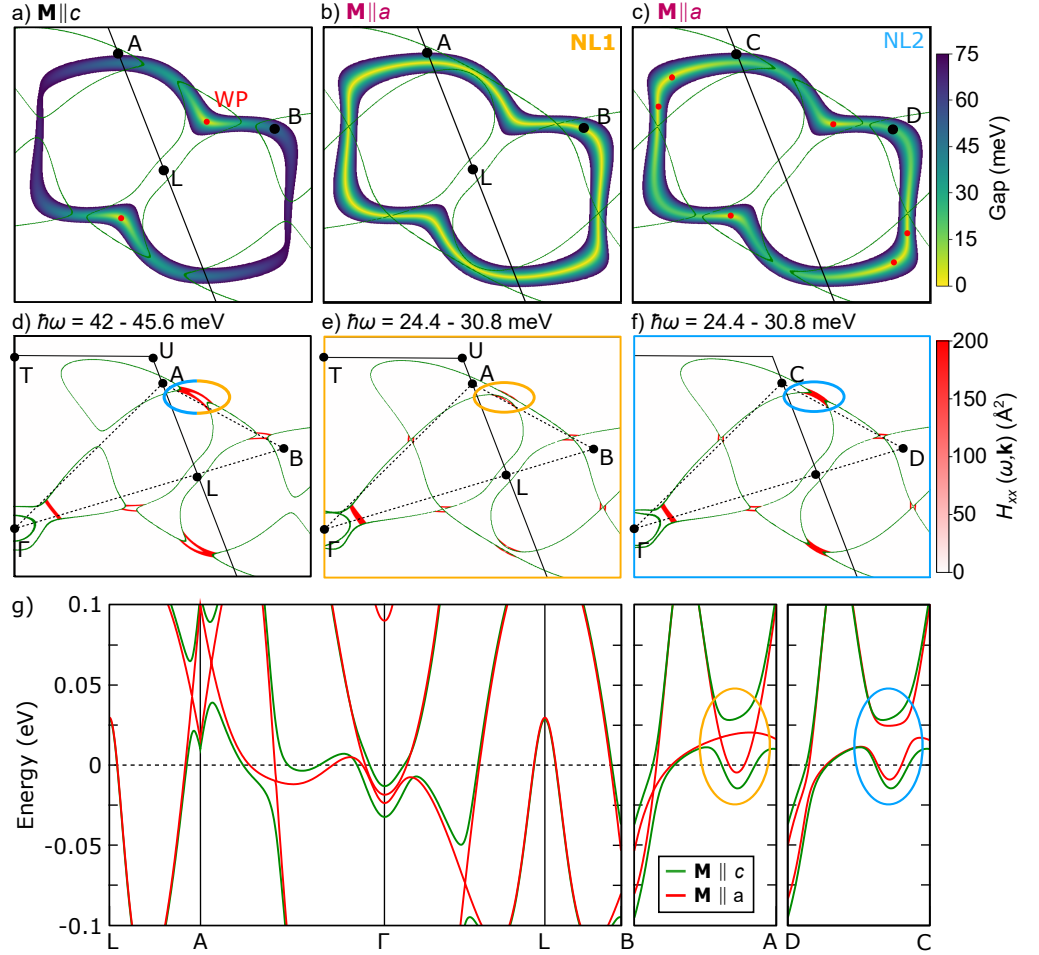 a) M || c
b) M || a
c) M || a
A
WP
B
L
NL1
A
B
L
NL2
C
D
75
60
45
30
15
0
Gap (meV)
d) ℏω = 42 - 45.6 meV
e) ℏω = 24.4 - 30.8 meV
f) ℏω = 24.4 - 30.8 meV
U
T
A
B
L
Γ
U
T
A
B
L
Γ
C
D
Γ
200
150
100
50
0
Hxx (ω,k) (Å²)
g)
0.1
0.05
0
-0.05
-0.1
Energy (eV)
M || c
M || a
L A Γ L B A D C